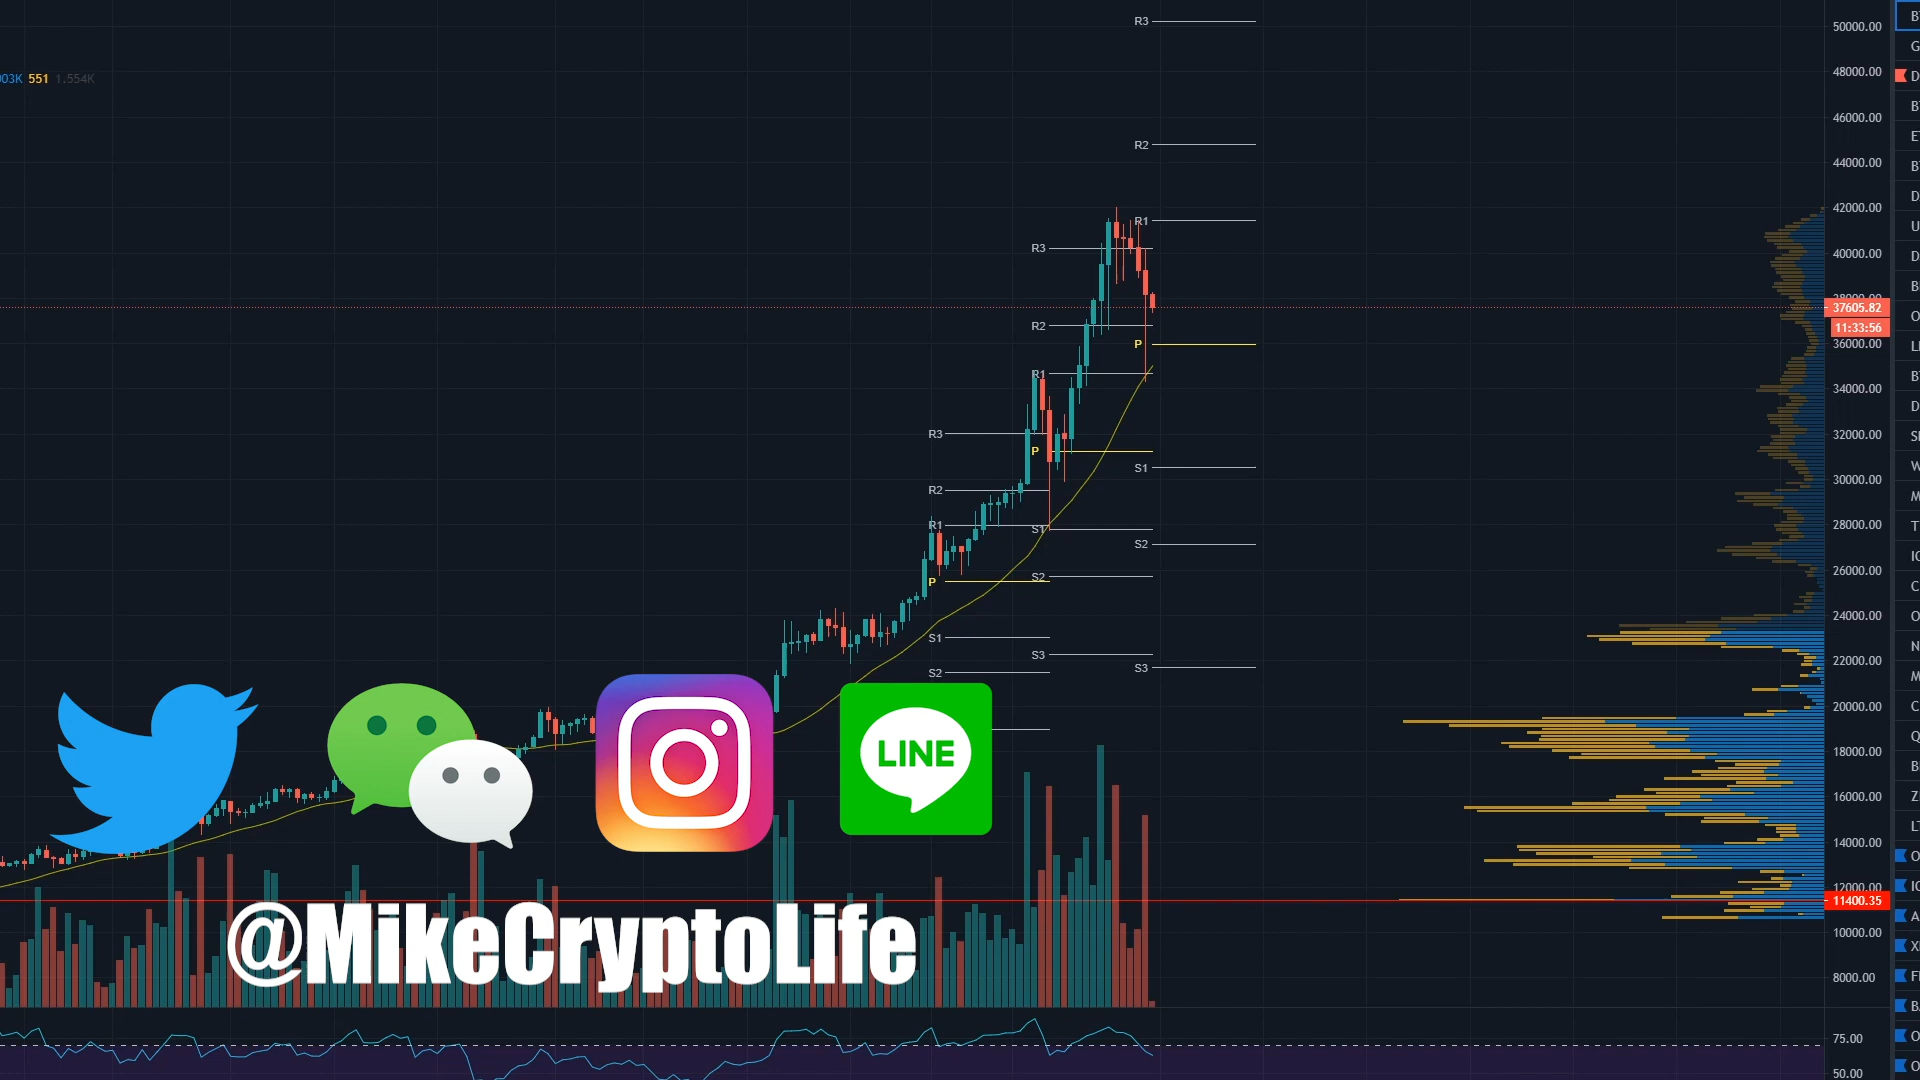 R3
50000.00
48000.00
551 1.554K
46000.00
R2
44000.00
42000.00
R1
R3
40000.00
37605.82
11:33:56
R2
P
36000.00
R1
34000.00
R3
32000.00
P
S1
30000.00
R2
R1
S1
28000.00
S2
P
S2
26000.00
24000.00
S1
S3
22000.00
S3
S2
20000.00
LINE
18000.00
16000.00
14000.00
12000.00
11400.35
@MikeCryptoLife
10000.00
8000.00
75.00
50.00